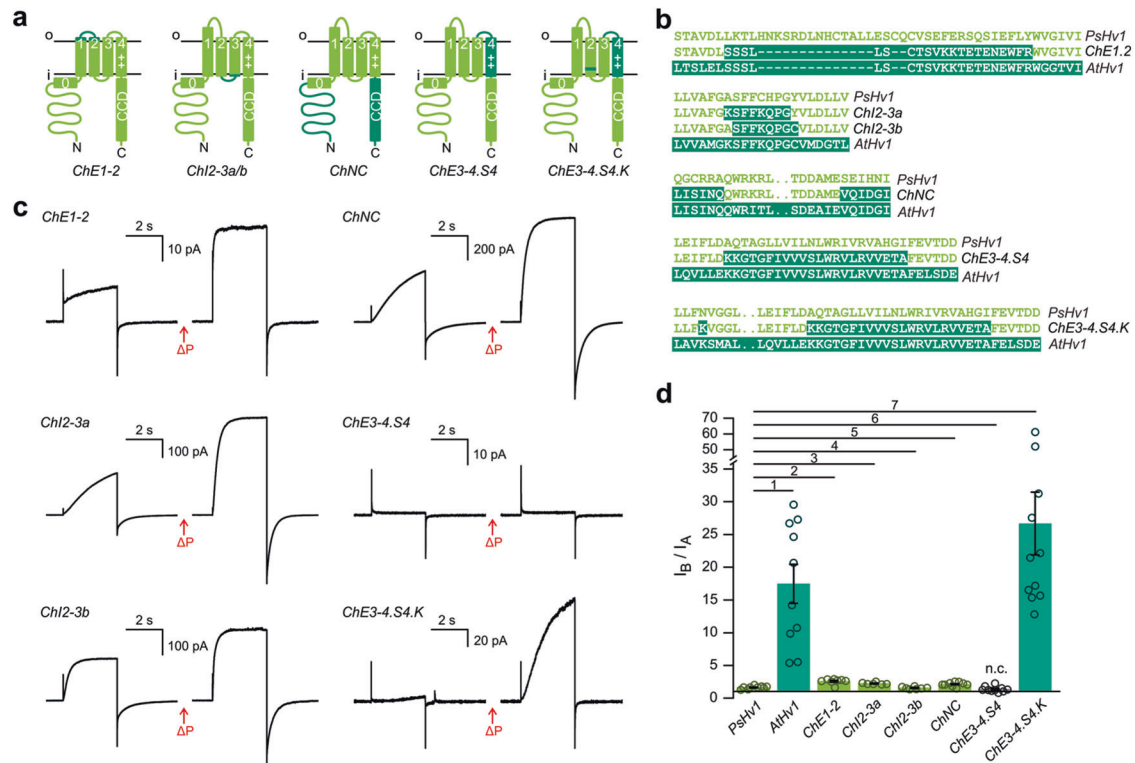 a
o
i
1 2 3 4 +++
0
CCD
N
C
ChE1-2
ChI2-3a/b
ChNC
ChE3-4.S4
ChE3-4.S4.K
b
STAVDLLKTLHNKSRDLNHCTALLESCQCVSEFERSQSIEFLYWVGIVI PsHv1
STAVDLSSSL--------------LS--CTSVKKTETENEWFRWVGIVI ChE1.2
LTSLELSSSL--------------LS--CTSVKKTETENEWFRWGGTVI AtHv1
LLVAFGASFFCHPGYVLDLLV PsHv1
LLVAFGKSFFKQPGYVLDLLV ChI2-3a
LLVAFGASFFKQPGCVLDLLV ChI2-3b
LVVAMGKSFFKQPGCVMDGTL AtHv1
QGCRRAQWRKRL..TDDAMESEIHNI PsHv1
LISINQQWRKRL..TDDAMEVQIDGI ChNC
LISINQQWRITL..SDEAIEVQIDGI AtHv1
LEIFLDAQTAGLLVILNLWRIVRVAHGIFEVTDD PsHv1
LEIFLDKKGTGFIVVVSLWRVLRVVETAFEVTDD ChE3-4.S4
LQVLLEKKGTGFIVVVSLWRVLRVVETAFELSDE AtHv1
LLFNVGGL..LEIFLDAQTAGLLVILNLWRIVRVAHGIFEVTDD PsHv1
LLFKVGGL..LEIFLDKKGTGFIVVVSLWRVLRVVETAFEVTDD ChE3-4.S4.K
LAVKSMAL..LQVLLEKKGTGFIVVVSLWRVLRVVETAFELSDE AtHv1
c
ChE1-2
2 s
10 pA
ΔP
ChNC
2 s
200 pA
ΔP
ChI2-3a
2 s
100 pA
ΔP
ChE3-4.S4
2 s
10 pA
ΔP
ChI2-3b
2 s
100 pA
ΔP
ChE3-4.S4.K
2 s
20 pA
ΔP
d
70
60
50
35
30
25
20
15
10
5
0
IB / IA
7
6
5
4
3
2
1
n.c.
PsHv1
AtHv1
ChE1-2
ChI2-3a
ChI2-3b
ChNC
ChE3-4.S4
ChE3-4.S4.K